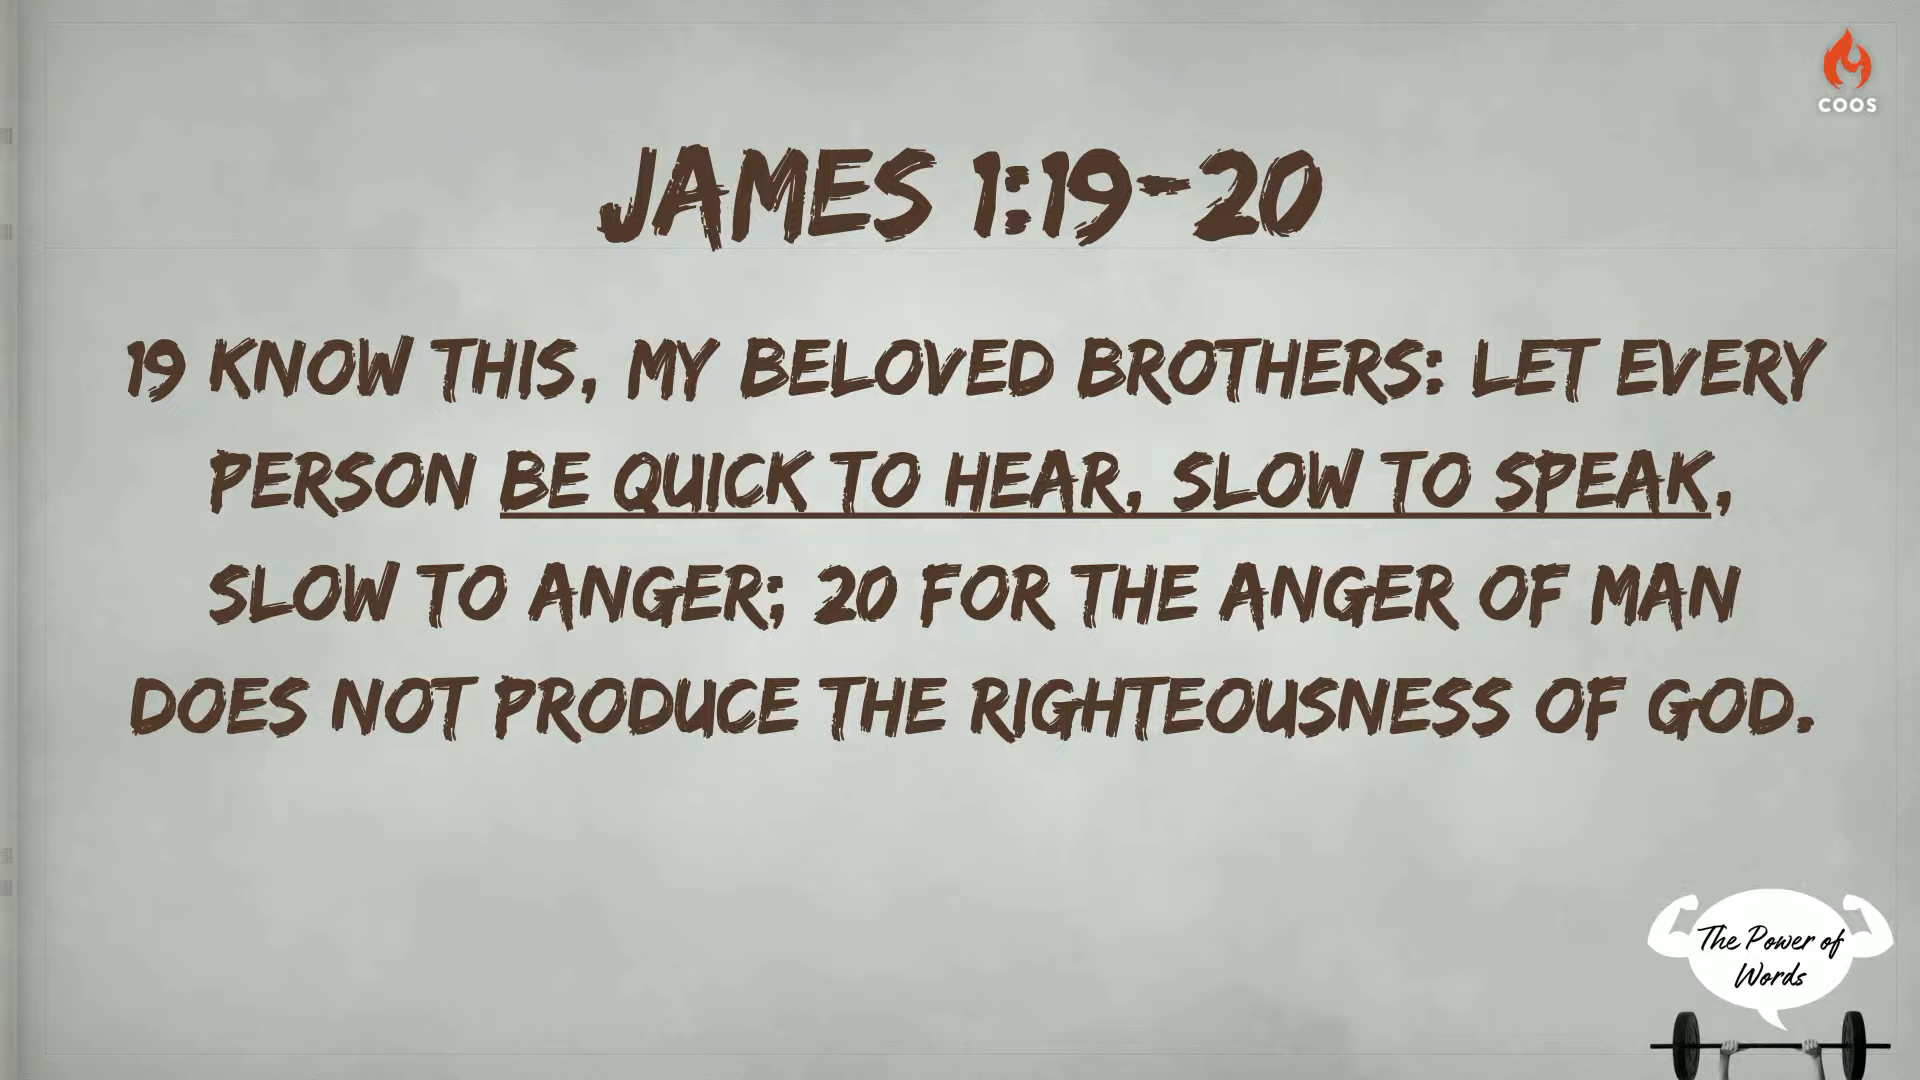 COOS
JAMES 1:19-20
19 KNOW THIS, MY BELOVED BROTHERS: LET EVERY
PERSON BE QUICK TO HEAR, SLOW TO SPEAK,
SLOW TO ANGER; 20 FOR THE ANGER OF MAN
DOES NOT PRODUCE THE RIGHTEOUSNESS OF GOD.
The Power of
Words